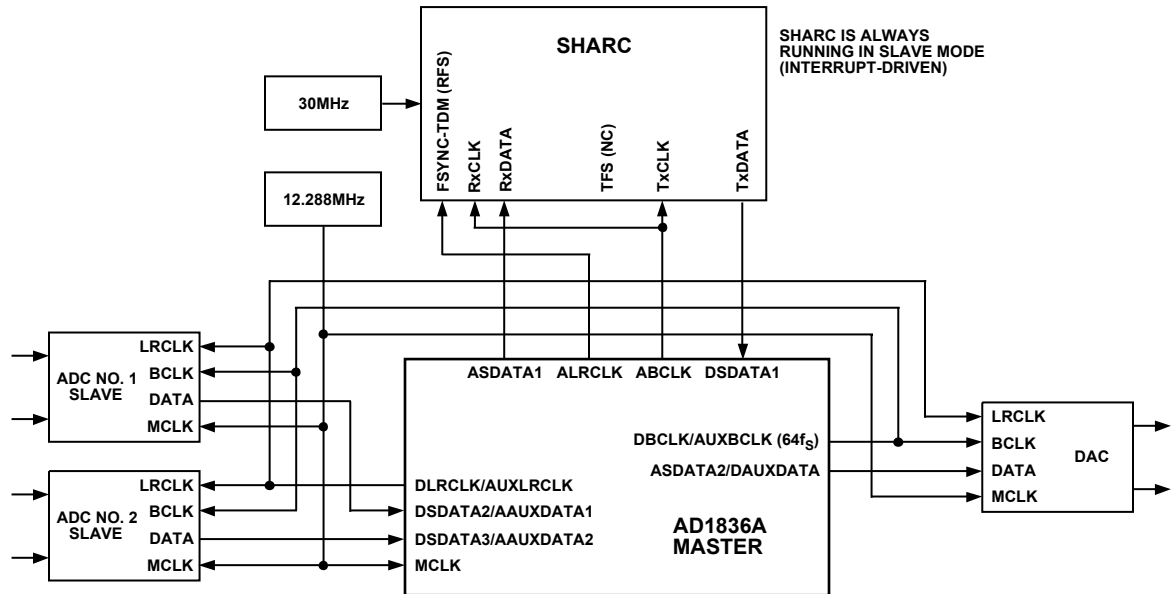 SHARC
SHARC IS ALWAYS
RUNNING IN SLAVE MODE
(INTERRUPT-DRIVEN)
30MHz
12.288MHz
FSYNC-TDM (RFS)
RxCLK
RxDATA
TFS (NC)
TxCLK
TxDATA
ADC NO. 1
SLAVE
LRCLK
BCLK
DATA
MCLK
ADC NO. 2
SLAVE
LRCLK
BCLK
DATA
MCLK
ASDATA1 ALRCLK ABCLK DSDATA1
DBCLK/AUXBCLK (64fS)
ASDATA2/DAUXDATA
DLRCLK/AUXLRCLK
DSDATA2/AAUXDATA1
DSDATA3/AAUXDATA2
MCLK
AD1836A
MASTER
LRCLK
BCLK
DATA
MCLK
DAC